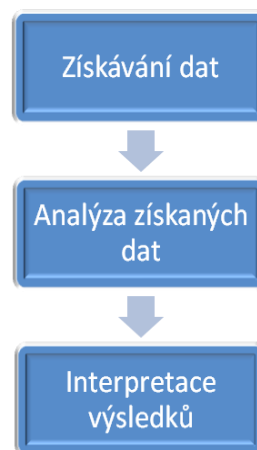 Získávání dat
Analýza získaných
dat
Interpretace
výsledků